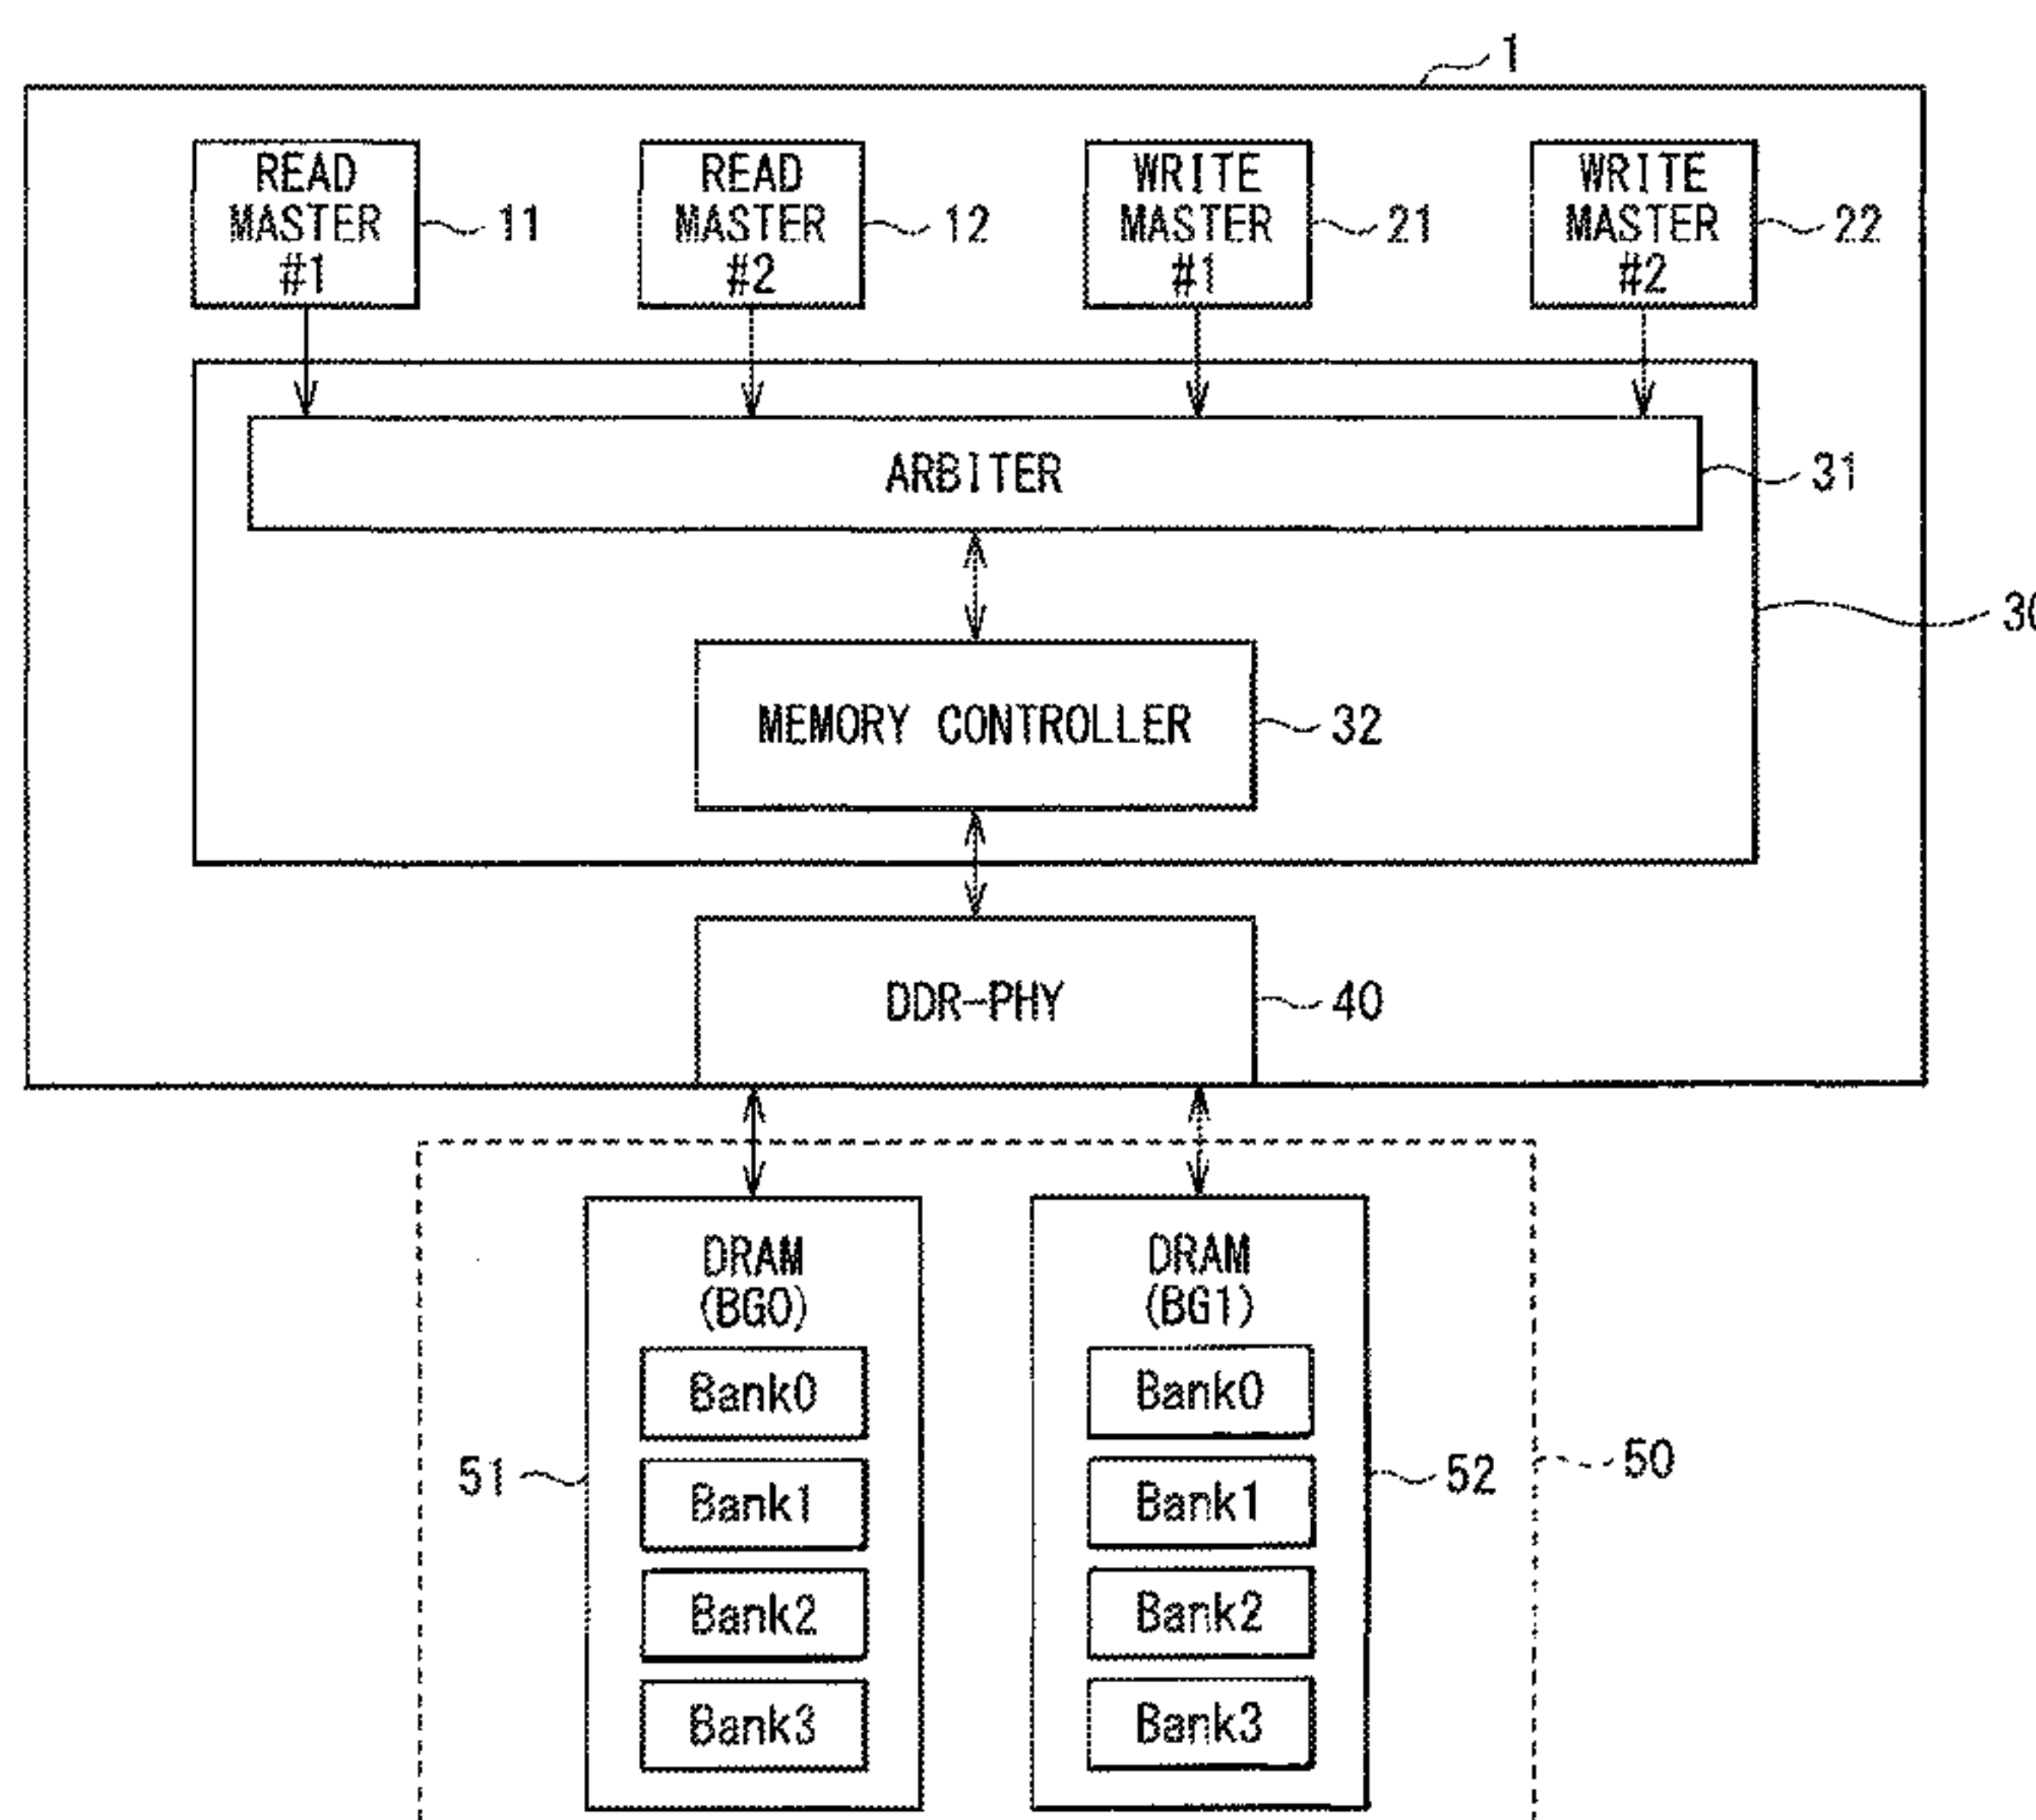 1
READ
MASTER
#1
11
READ
MASTER
#2
12
WRITE
MASTER
#1
21
WRITE
MASTER
#2
22
ARBITER
31
30
MEMORY CONTROLLER
32
DDR-PHY
40
DRAM
(BG0)
Bank0
Bank1
Bank2
Bank3
51
DRAM
(BG1)
Bank0
Bank1
Bank2
Bank3
52
50